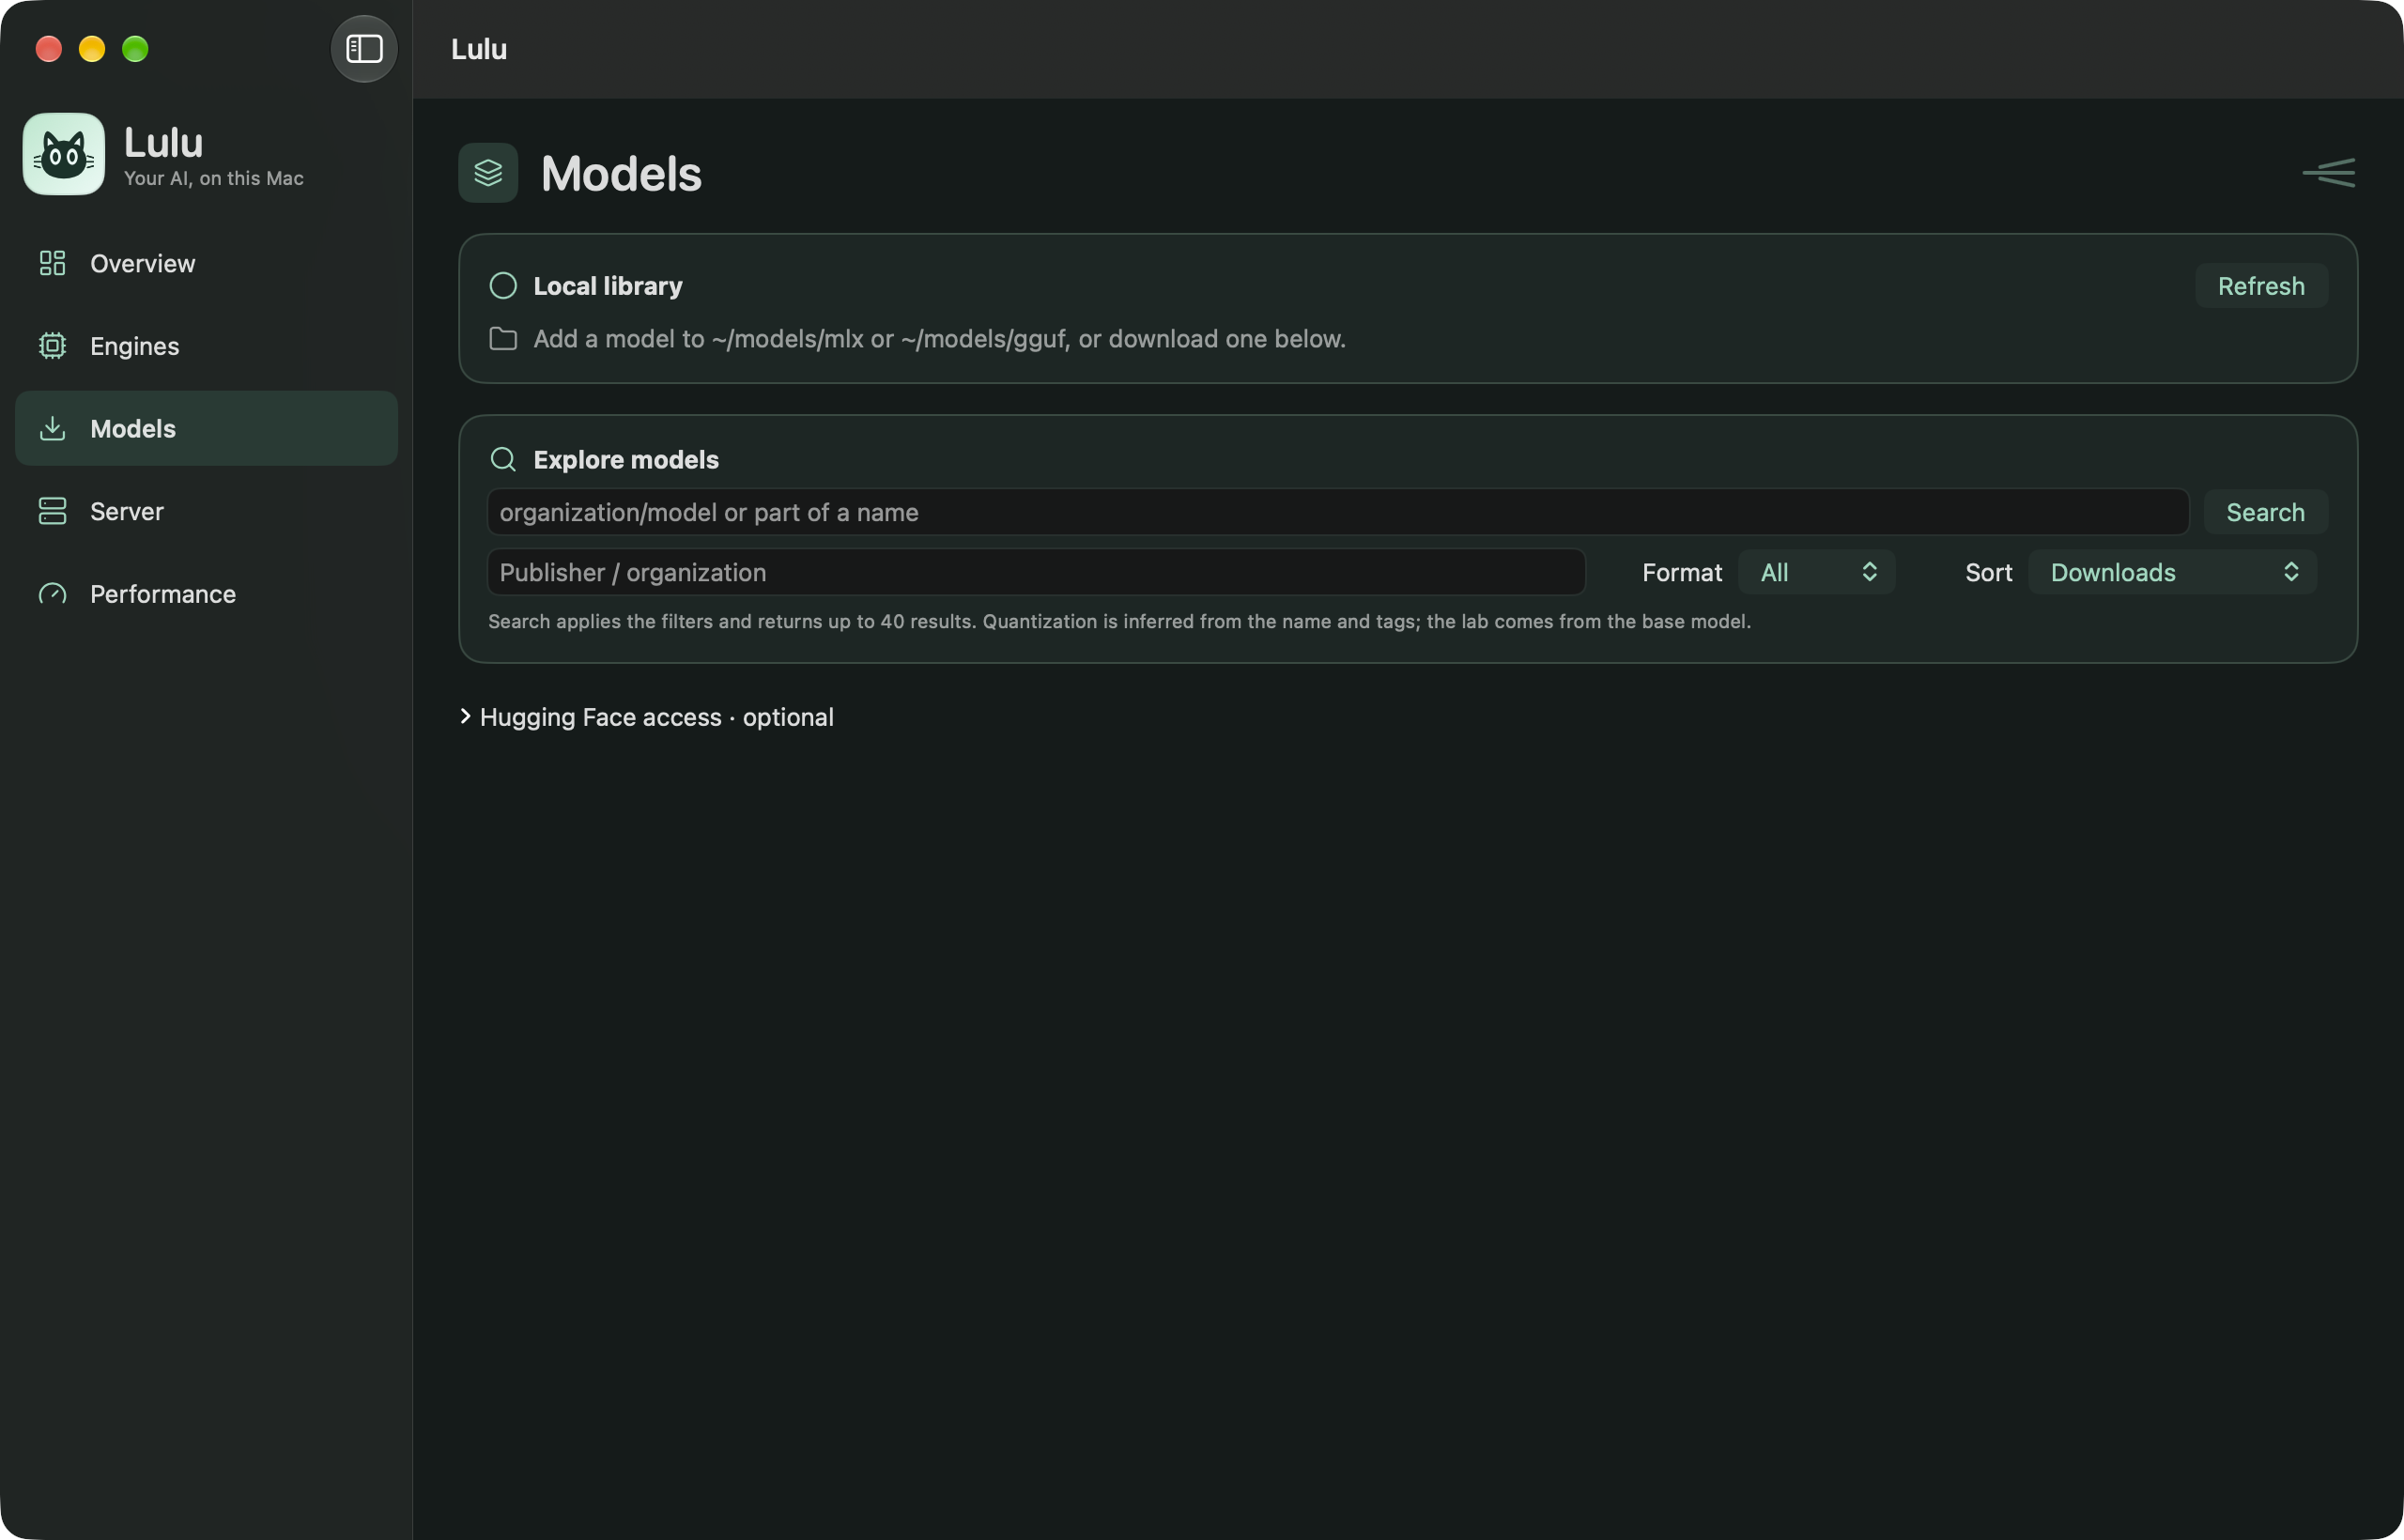 Lulu
Lulu
Your AI, on this Mac
Overview
Engines
Models
Server
Performance
Models
Local library
Refresh
Add a model to ~/models/mlx or ~/models/gguf, or download one below.
Explore models
organization/model or part of a name
Search
Publisher / organization
Format
All
Sort
Downloads
Search applies the filters and returns up to 40 results. Quantization is inferred from the name and tags; the lab comes from the base model.
Hugging Face access · optional